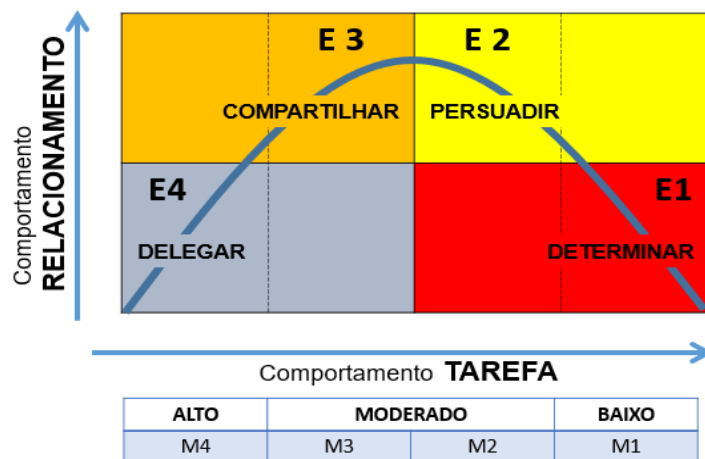 Comportamento
RELACIONAMENTO
E 3
E 2
COMPARTILHAR
PERSUADIR
E4
E1
DELEGAR
DETERMINAR
Comportamento TAREFA
ALTO MODERADO BAIXO
M4 M3 M2 M1